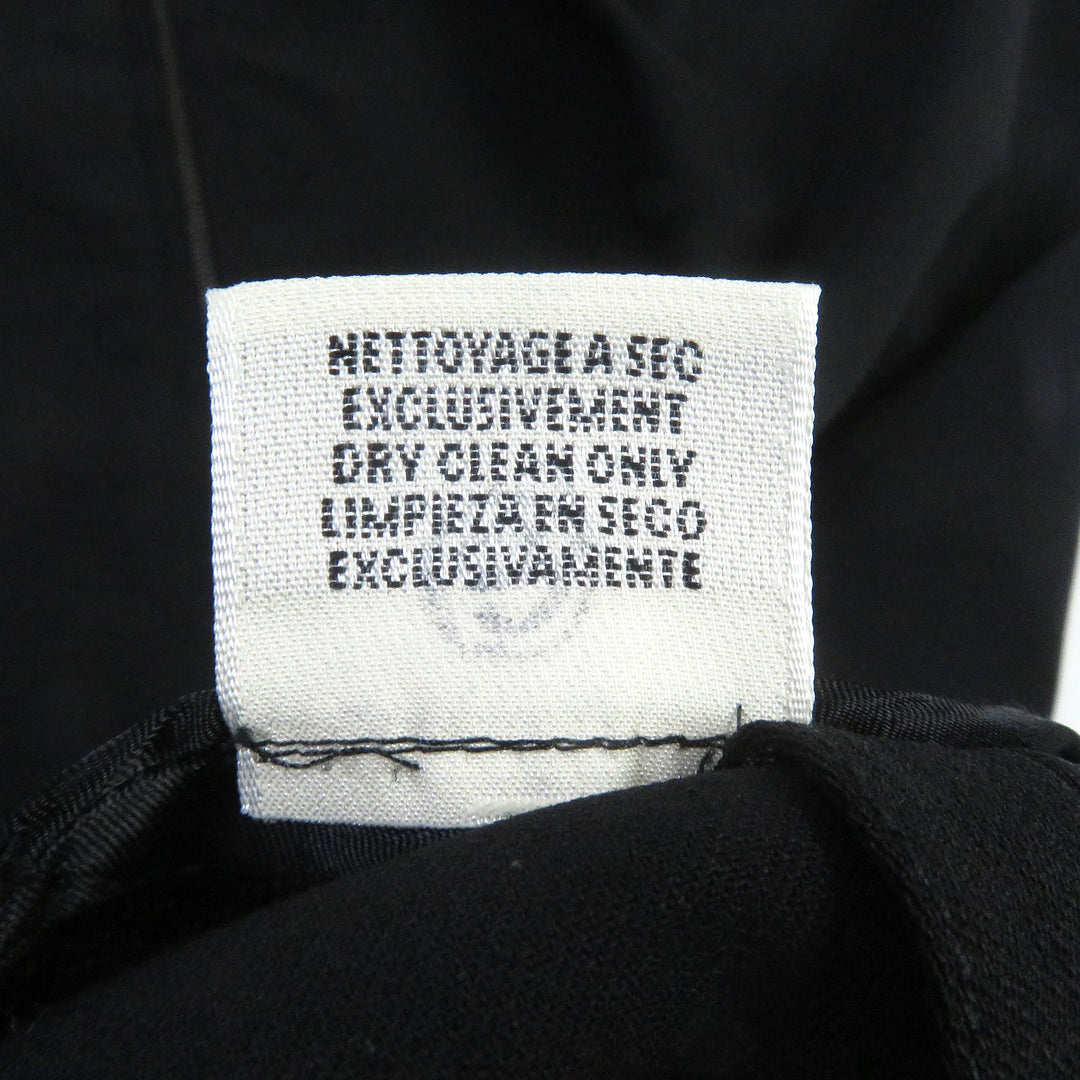 NETTOYAGE A SEC
EXCLUSIVEMENT
DRY CLEAN ONLY
LIMPIEZA EN SECO
EXCLUSIVAMENTE